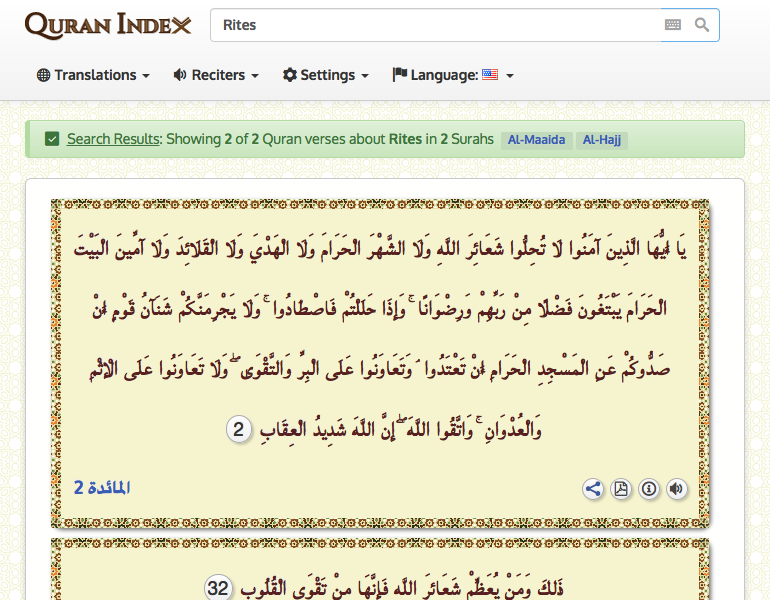 QURAN INDEX
Rites
Translations
Reciters
Settings
Language:
Search Results: Showing 2 of 2 Quran verses about Rites in 2 Surahs Al-Maaida Al-Hajj
يَا أَيُّهَا الَّذِينَ آمَنُوا لَا تُحِلُّوا شَعَائِرَ اللَّهِ وَلَا الشَّهْرَ الْحَرَامَ وَلَا الْهَدْيَ وَلَا الْقَلَائِدَ وَلَا آمِّينَ الْبَيْتَ
الْحَرَامَ يَبْتَغُونَ فَضْلًا مِنْ رَبِّهِمْ وَرِضْوَانًا ۚ وَإِذَا حَلَلْتُمْ فَاصْطَادُوا ۚ وَلَا يَجْرِمَنَّكُمْ شَنَآنُ قَوْمٍ أَنْ
صَدُّوكُمْ عَنِ الْمَسْجِدِ الْحَرَامِ أَنْ تَعْتَدُوا ۘ وَتَعَاوَنُوا عَلَى الْبِرِّ وَالتَّقْوَىٰ ۖ وَلَا تَعَاوَنُوا عَلَى الْإِثْمِ
وَالْعُدْوَانِ ۚ وَاتَّقُوا اللَّهَ ۖ إِنَّ اللَّهَ شَدِيدُ الْعِقَابِ 2
المائدة 2
ذَٰلِكَ وَمَنْ يُعَظِّمْ شَعَائِرَ اللَّهِ فَإِنَّهَا مِنْ تَقْوَى الْقُلُوبِ 32